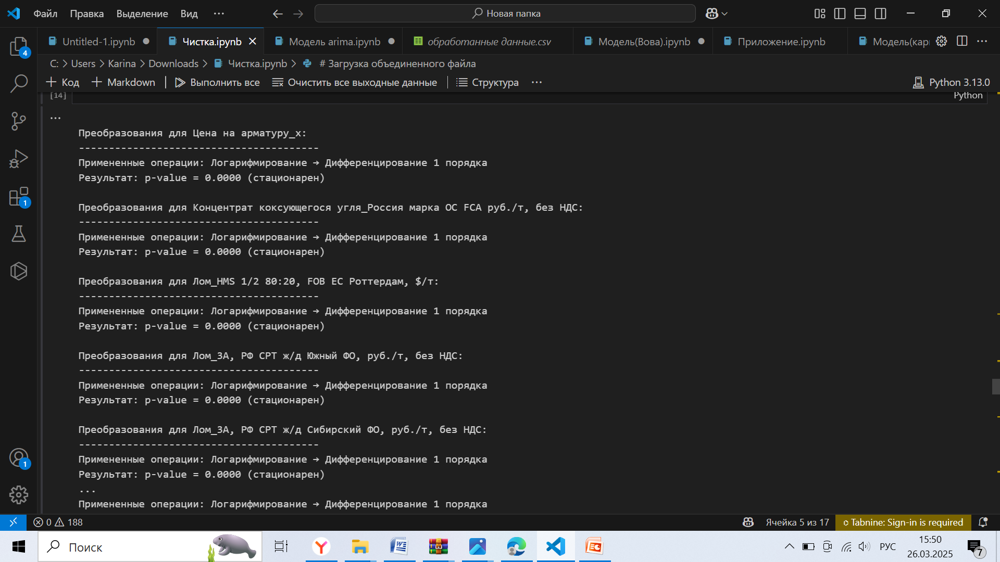 Файл Правка Выделение Вид ··· Новая папка
Untitled-1.ipynb Чистка.ipynb Модель arima.ipynb обработанные данные.csv Модель(Вова).ipynb Приложение.ipynb Модель(кар
C: > Users > Karina > Downloads > Чистка.ipynb > # Загрузка объединенного файла
Код Markdown Выполнить все Очистить все выходные данные Структура ··· Python 3.13.0
[14] Python
...
Преобразования для Цена на арматуру_x:
----------------------------------------
Примененные операции: Логарифмирование → Дифференцирование 1 порядка
Результат: p-value = 0.0000 (стационарен)
Преобразования для Концентрат коксующегося угля_Россия марка ОС FCA руб./т, без НДС:
----------------------------------------
Примененные операции: Логарифмирование → Дифференцирование 1 порядка
Результат: p-value = 0.0000 (стационарен)
Преобразования для Лом_HMS 1/2 80:20, FOB ЕС Роттердам, $/т:
----------------------------------------
Примененные операции: Логарифмирование → Дифференцирование 1 порядка
Результат: p-value = 0.0000 (стационарен)
Преобразования для Лом_3А, РФ CPT ж/д Южный ФО, руб./т, без НДС:
----------------------------------------
Примененные операции: Логарифмирование → Дифференцирование 1 порядка
Результат: p-value = 0.0000 (стационарен)
Преобразования для Лом_3А, РФ CPT ж/д Сибирский ФО, руб./т, без НДС:
----------------------------------------
Примененные операции: Логарифмирование → Дифференцирование 1 порядка
Результат: p-value = 0.0000 (стационарен)
...
Примененные операции: Логарифмирование → Дифференцирование 1 порядка
4
1
1
0 188 Ячейка 5 из 17 Tabnine: Sign-in is required
Поиск РУС 15:50
26.03.2025
7